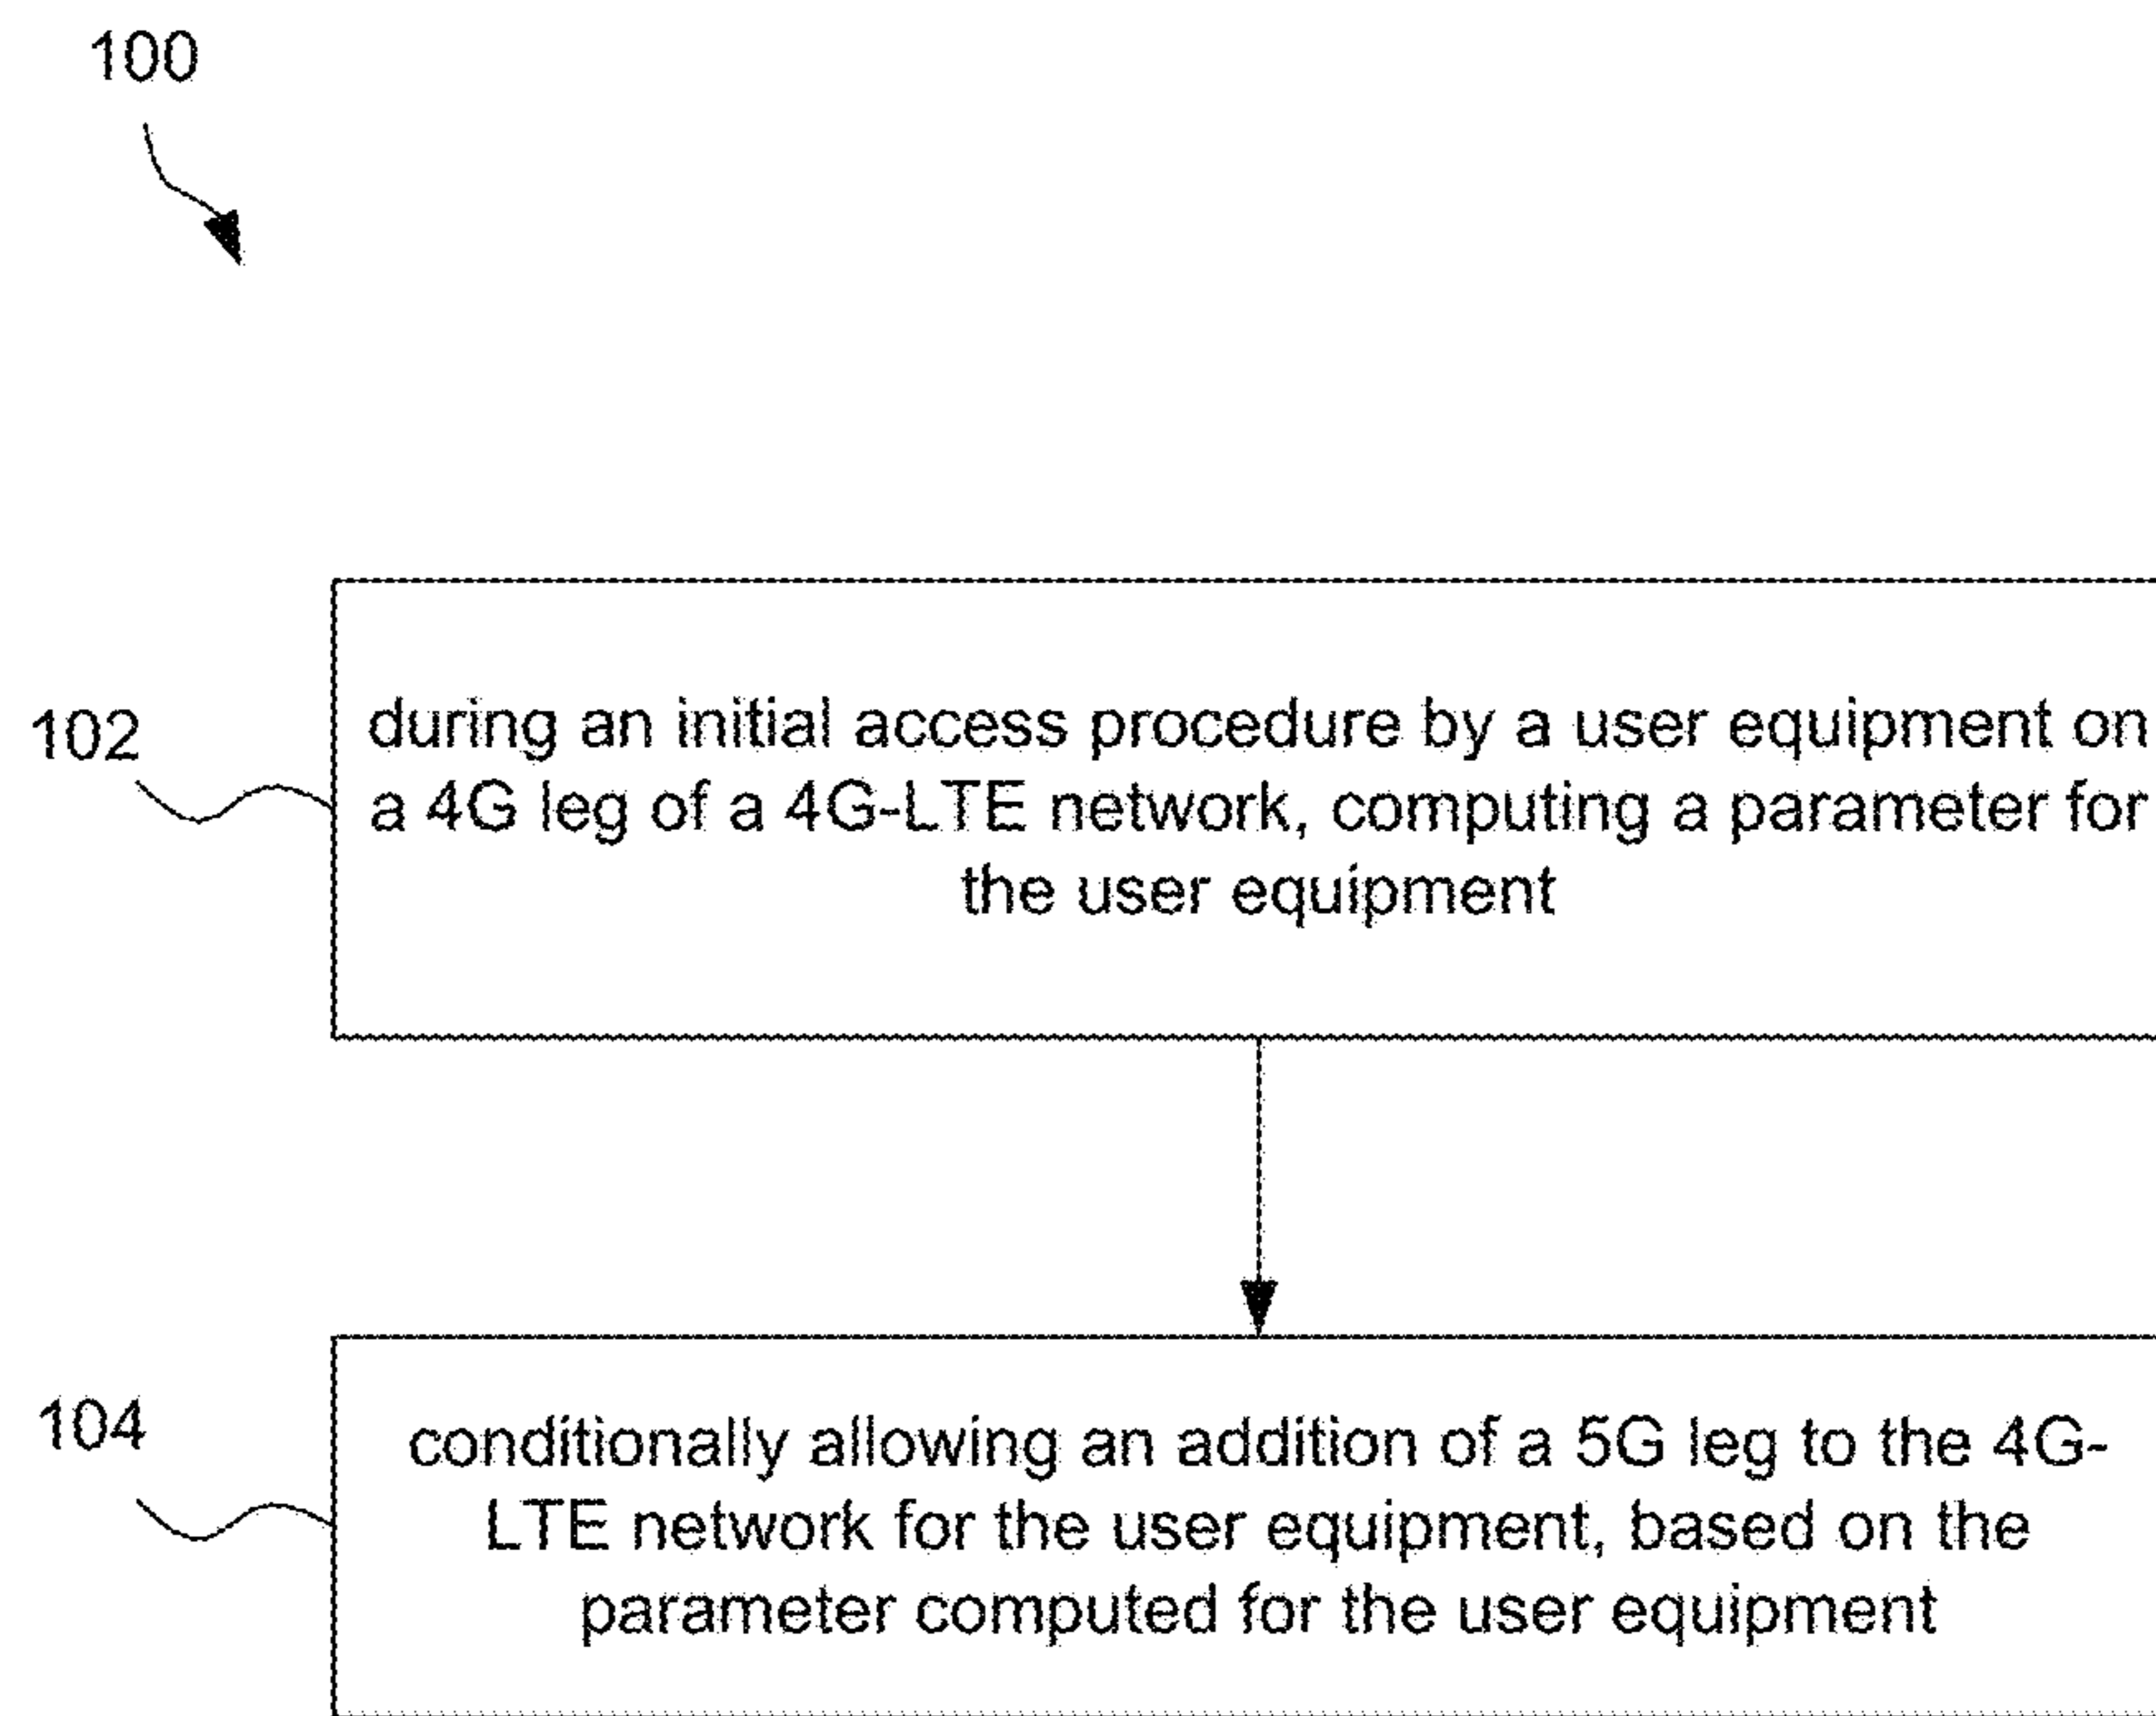 100
102
during an initial access procedure by a user equipment on
a 4G leg of a 4G-LTE network, computing a parameter for
the user equipment
104
conditionally allowing an addition of a 5G leg to the 4G-
LTE network for the user equipment, based on the
parameter computed for the user equipment